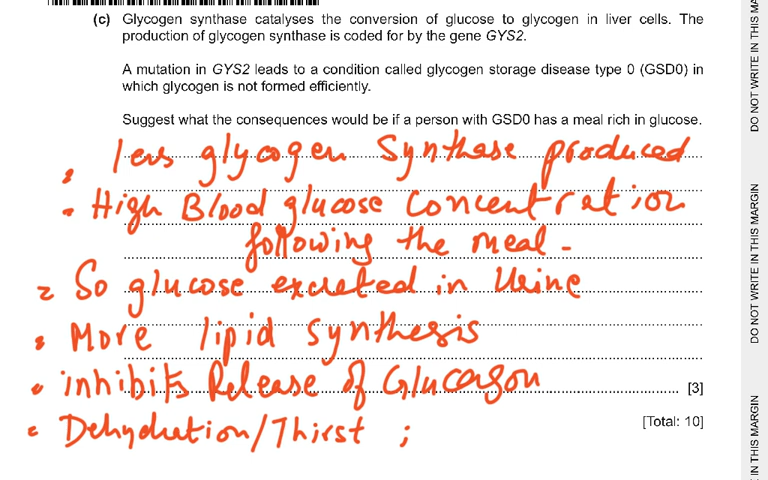 (c) Glycogen synthase catalyses the conversion of glucose to glycogen in liver cells. The
production of glycogen synthase is coded for by the gene GYS2.
A mutation in GYS2 leads to a condition called glycogen storage disease type 0 (GSD0) in
which glycogen is not formed efficiently.
Suggest what the consequences would be if a person with GSD0 has a meal rich in glucose.
• less glycogen synthase produced
• High Blood glucose concentration
following the meal -
• So glucose excreted in Urine
• More lipid synthesis
• inhibits Release of Glucagon
[3]
• Dehydration/Thirst ;
[Total: 10]
DO NOT WRITE IN THIS MA
DO NOT WRITE IN THIS MARGIN
E IN THIS MARGIN